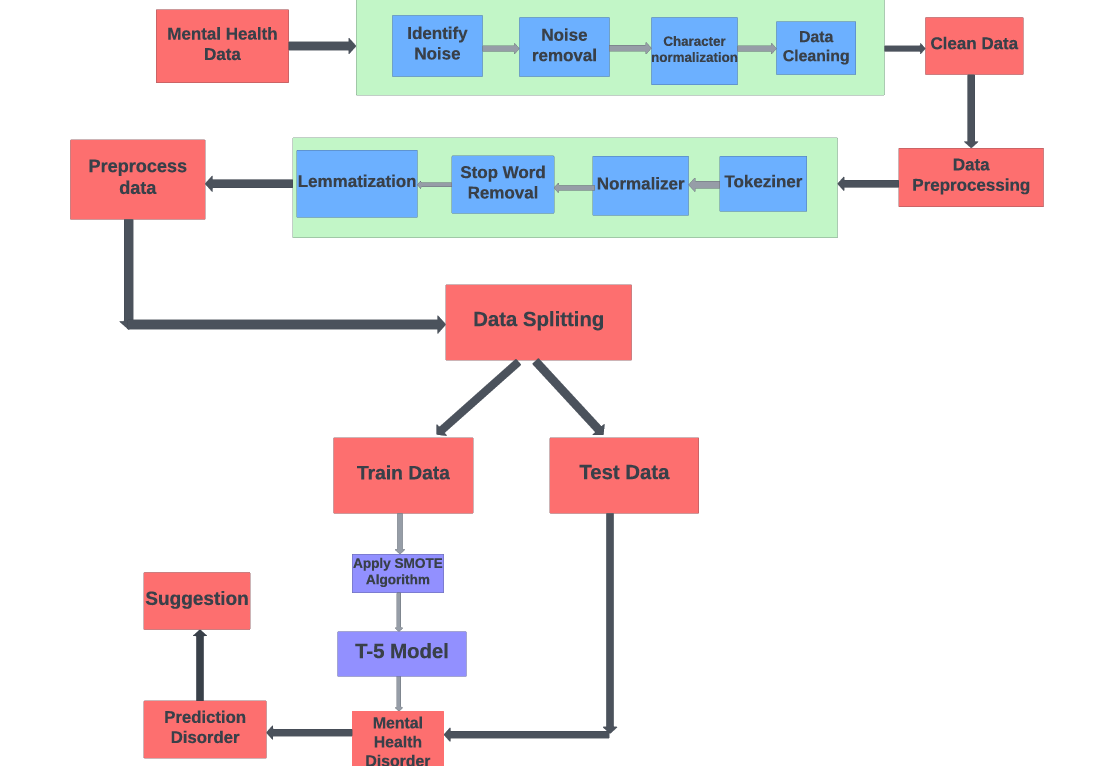 Mental Health
Data
Identify
Noise
Noise
removal
Character
normalization
Data
Cleaning
Clean Data
Data
Preprocessing
Tokeziner
Normalizer
Stop Word
Removal
Lemmatization
Preprocess
data
Data Splitting
Train Data
Test Data
Apply SMOTE
Algorithm
T-5 Model
Mental
Health
Disorder
Prediction
Disorder
Suggestion